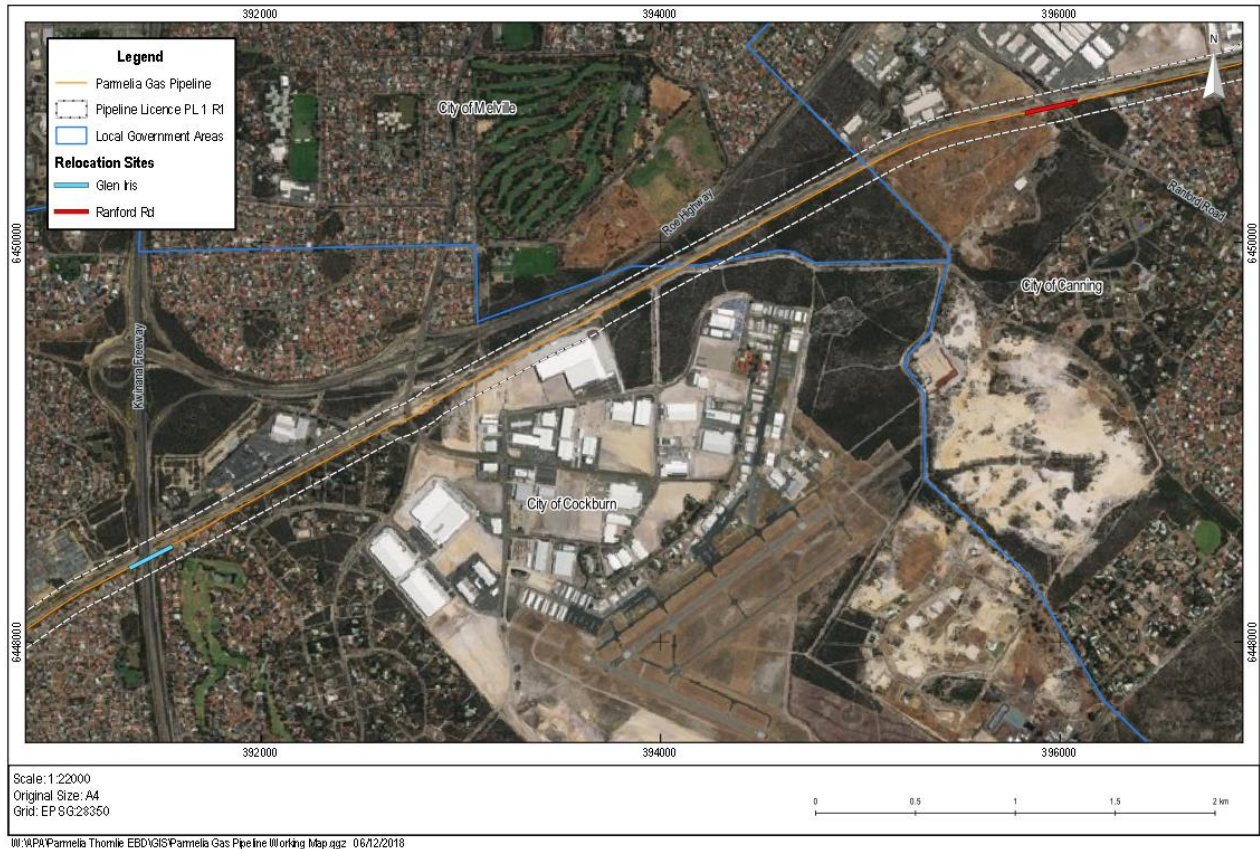 392000
394000
396000
Legend
Parmelia Gas Pipeline
Pipeline Licence PL 1 R1
Local Government Areas
Relocation Sites
Glen Iris
Ranford Rd
N
City of Melville
Roe Highway
Ranford Road
6450000
6450000
City of Canning
Kwinana Freeway
City of Cockburn
6448000
6448000
392000
394000
396000
Scale: 1:22000
Original Size: A4
Grid: EPSG:28350
0 0.5 1 1.5 2 km
W:\APA\Parmelia Thornlie EBD\GIS\Parmelia Gas Pipeline Working Map.qgz 06/12/2018